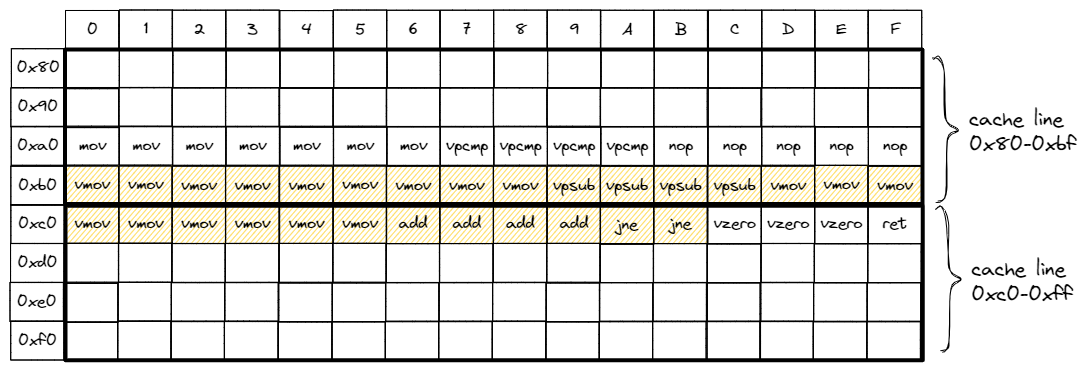 0 1 2 3 4 5 6 7 8 9 A B C D E F
0x80
0x90
0xa0 mov mov mov mov mov mov mov vpcmp vpcmp vpcmp vpcmp nop nop nop nop nop
0xb0 vmov vmov vmov vmov vmov vmov vmov vmov vmov vpsub vpsub vpsub vpsub vmov vmov vmov
0xc0 vmov vmov vmov vmov vmov vmov add add add add jne jne vzero vzero vzero ret
0xd0
0xe0
0xf0
cache line
0x80-0xbf
cache line
0xc0-0xff